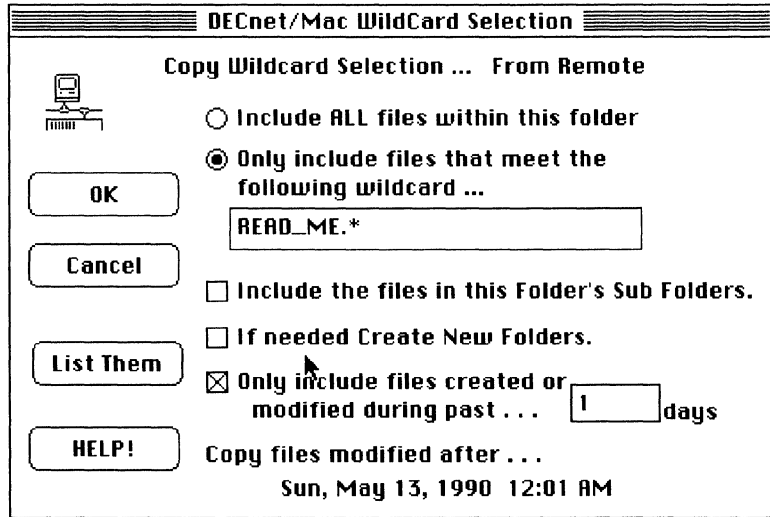 DECnet/Mac WildCard Selection
Copy Wildcard Selection ... From Remote
Include ALL files within this folder
Only include files that meet the
following wildcard ...
READ_ME.*
OK
Cancel
Include the files in this Folder's Sub Folders.
If needed Create New Folders.
List Them
Only include files created or
modified during past . . . 1 days
HELP!
Copy files modified after . . .
Sun, May 13, 1990 12:01 AM